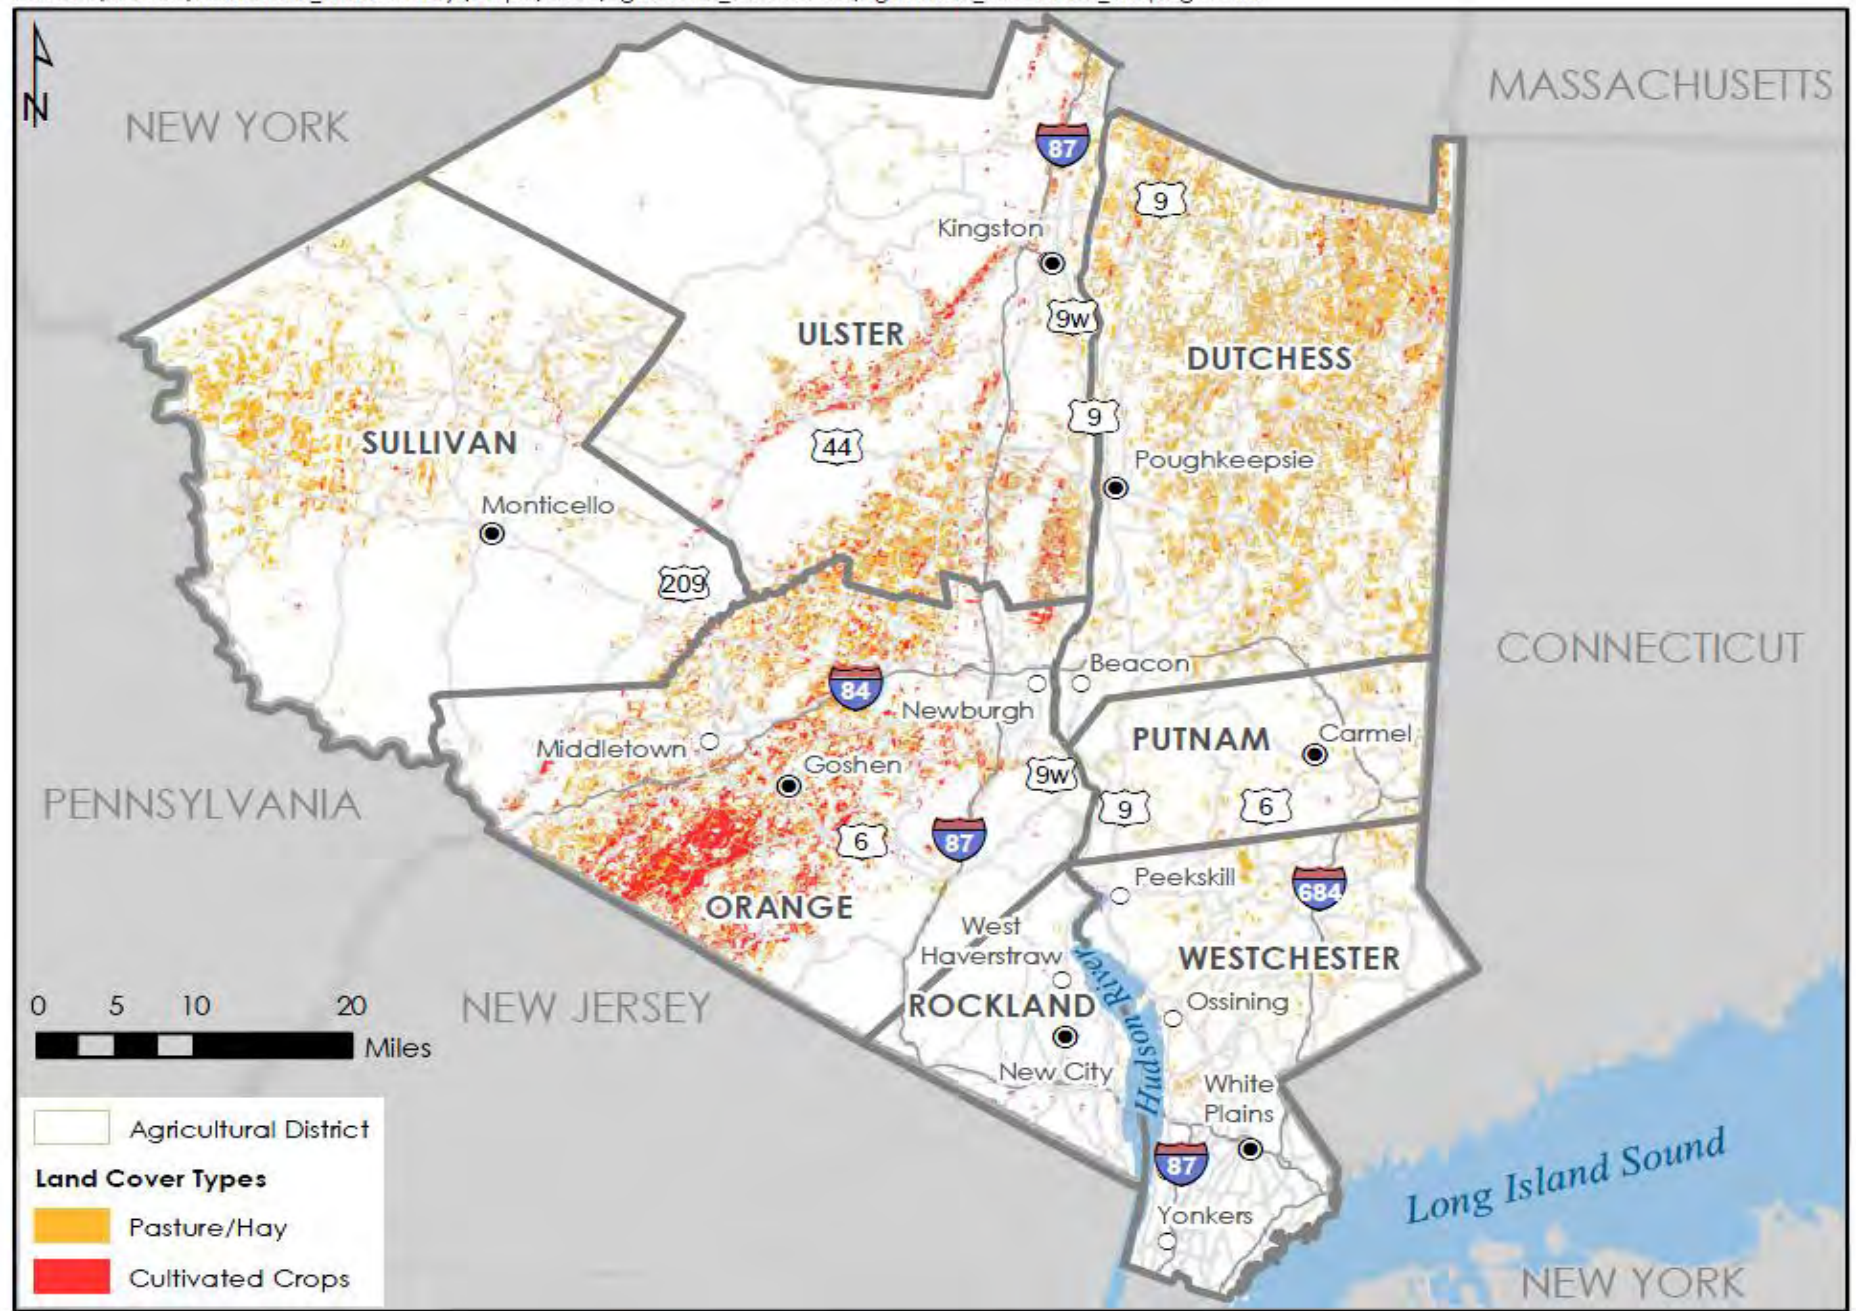 N
NEW YORK
MASSACHUSETTS
87
9
Kingston
9w
ULSTER
DUTCHESS
9
44
SULLIVAN
Poughkeepsie
Monticello
209
CONNECTICUT
Beacon
84
Newburgh
PUTNAM
Carmel
Middletown
Goshen
9w
9
6
PENNSYLVANIA
6
87
Peekskill
684
ORANGE
West
Haverstraw
WESTCHESTER
Hudson River
0 5 10 20
Miles
NEW JERSEY
ROCKLAND
Ossining
New City
White
Plains
87
Yonkers
Long Island Sound
NEW YORK
Agricultural District
Land Cover Types
Pasture/Hay
Cultivated Crops